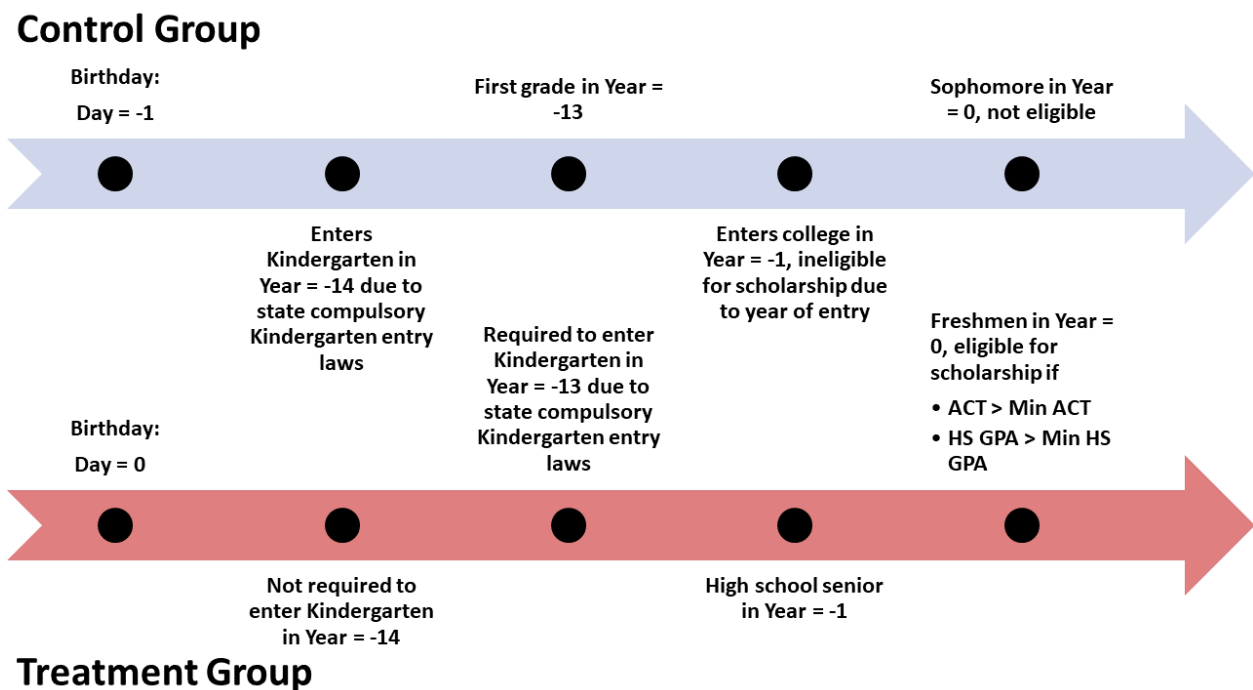 Control Group
Birthday:
Day = -1
First grade in Year =
-13
Sophomore in Year
= 0, not eligible
Enters
Kindergarten in
Year = -14 due to
state compulsory
Kindergarten entry
laws
Enters college in
Year = -1, ineligible
for scholarship due
to year of entry
Birthday:
Day = 0
Required to enter
Kindergarten in
Year = -13 due to
state compulsory
Kindergarten entry
laws
Freshmen in Year =
0, eligible for
scholarship if
• ACT > Min ACT
• HS GPA > Min HS
GPA
Not required to
enter Kindergarten
in Year = -14
High school senior
in Year = -1
Treatment Group